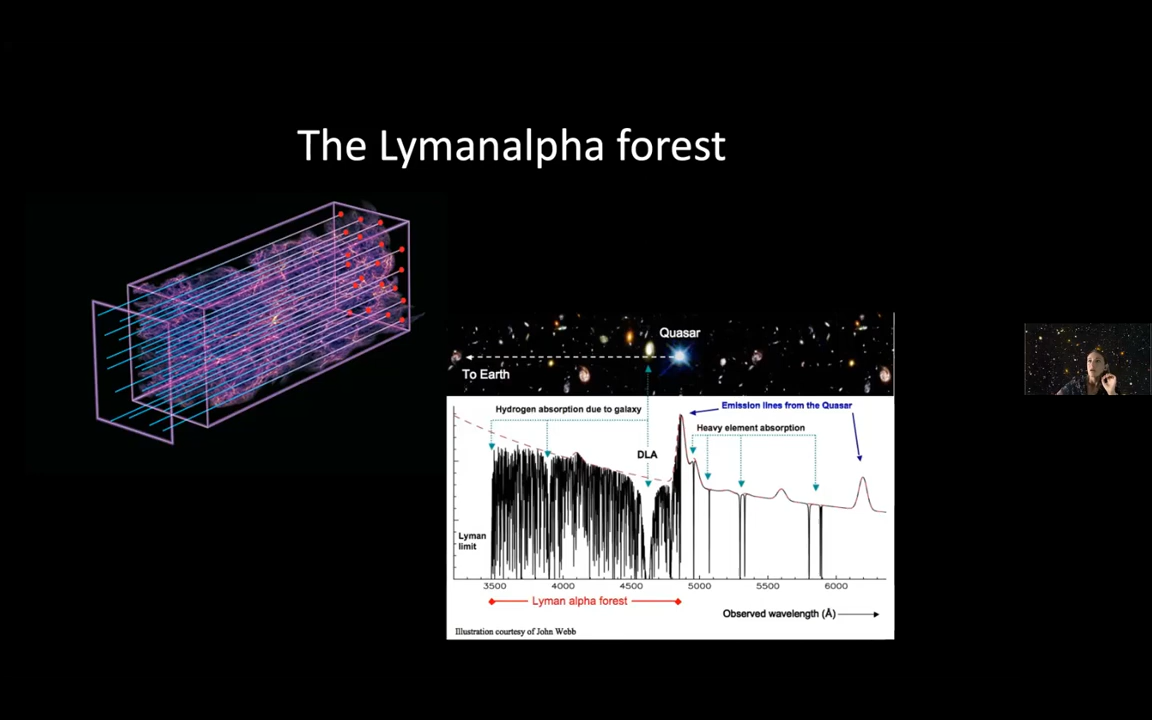 The Lymanalpha forest
Quasar
To Earth
Emission lines from the Quasar
Hydrogen absorption due to galaxy
Heavy element absorption
DLA
Lyman
limit
3500 4000 4500 5000 5500 6000
Lyman alpha forest
Observed wavelength (Å)
Illustration courtesy of John Webb